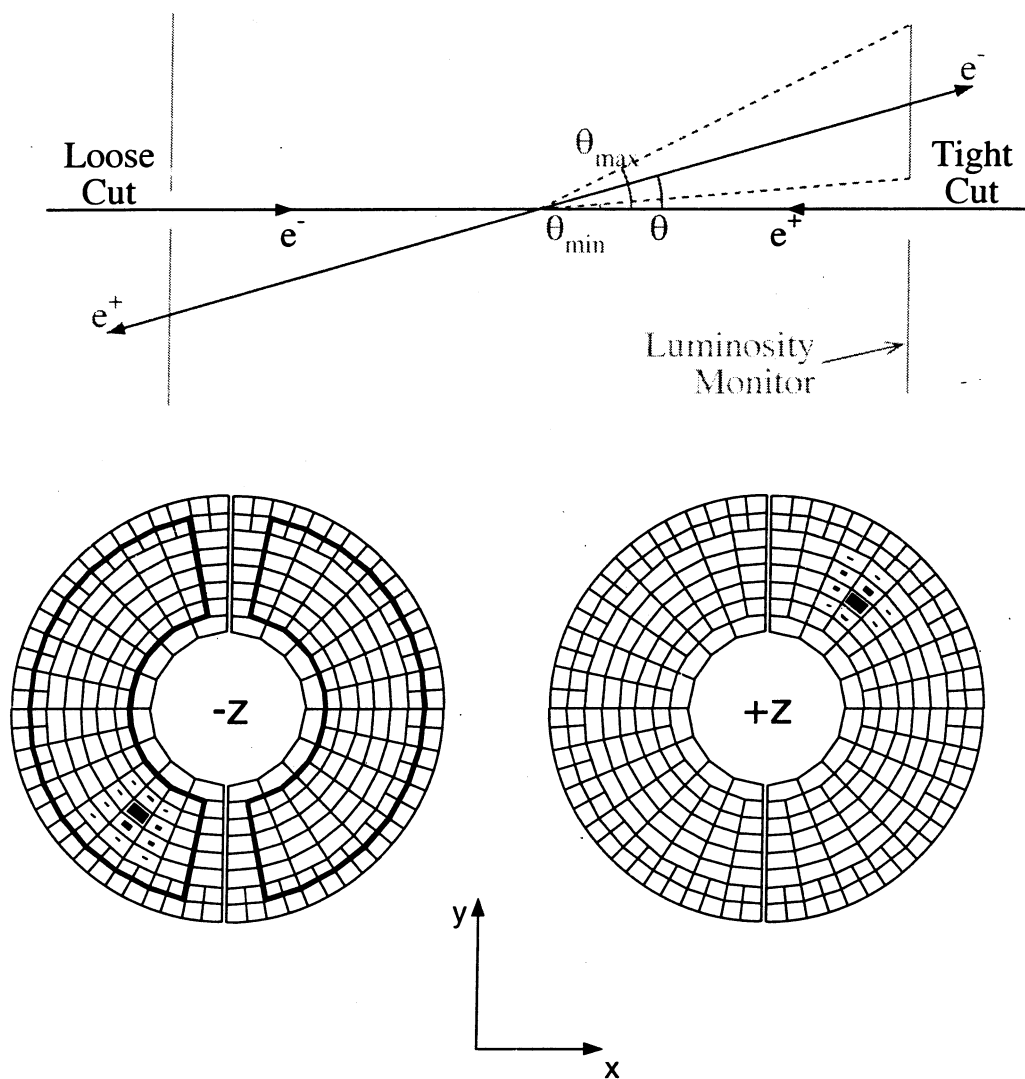 e⁻
Loose
Cut
θmax
Tight
Cut
e⁻
θmin
θ
e⁺
e⁺
Luminosity
Monitor
-z
+z
y
x